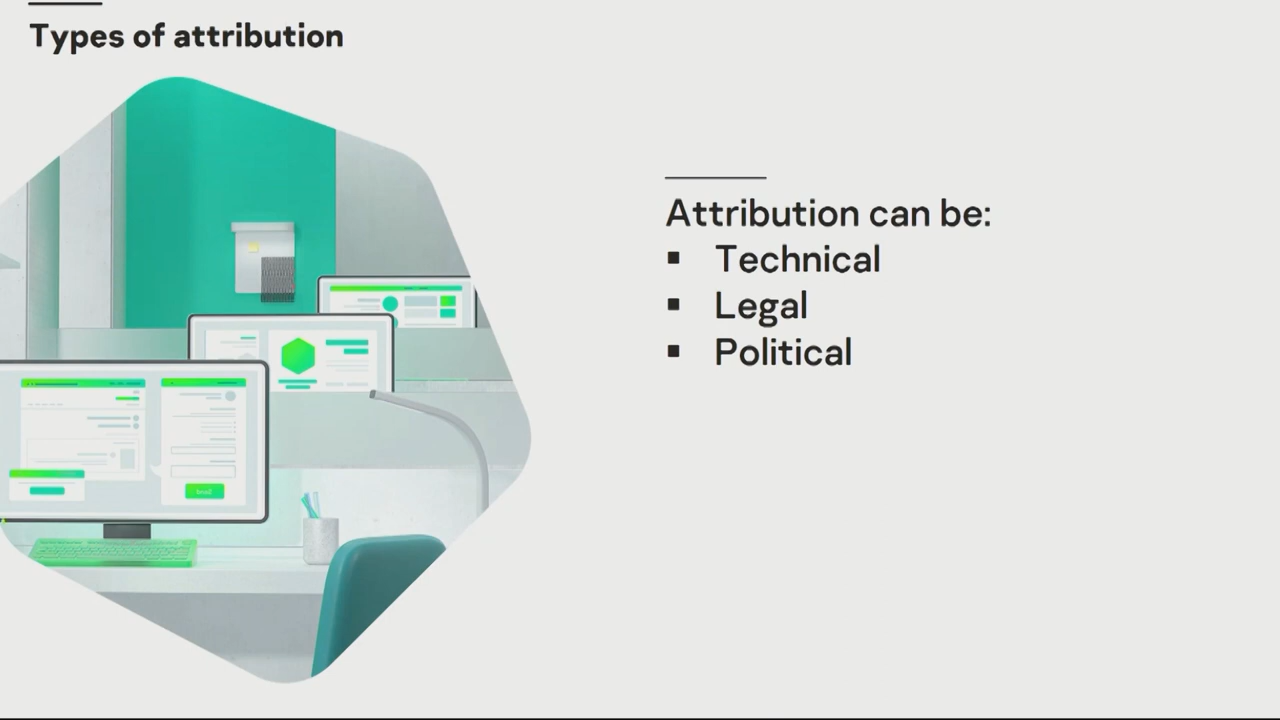 Types of attribution
Attribution can be:
▪ Technical
▪ Legal
▪ Political